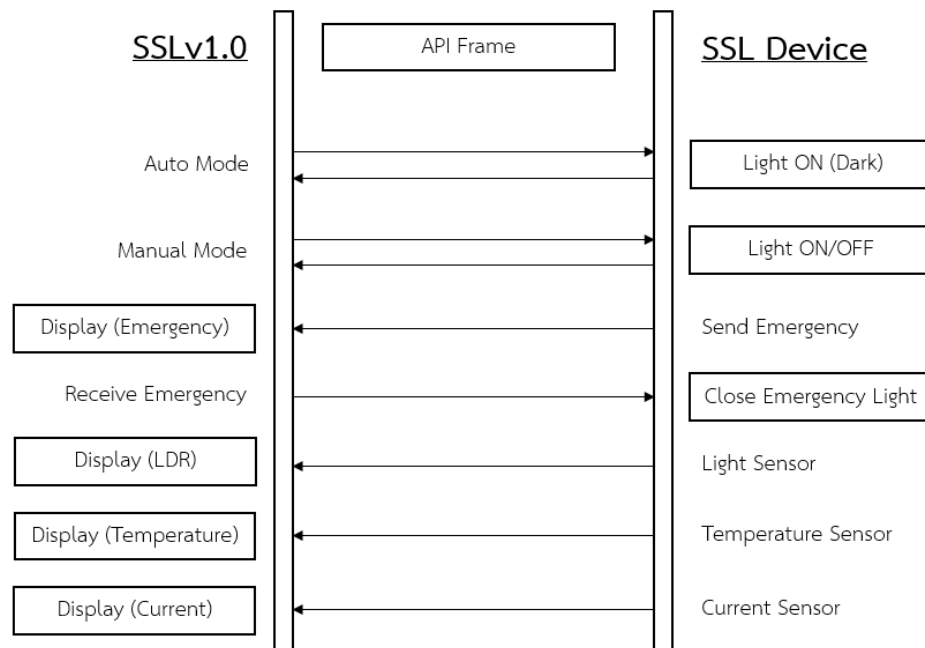 SSLv1.0
API Frame
SSL Device
Auto Mode
Light ON (Dark)
Manual Mode
Light ON/OFF
Display (Emergency)
Send Emergency
Receive Emergency
Close Emergency Light
Display (LDR)
Light Sensor
Display (Temperature)
Temperature Sensor
Display (Current)
Current Sensor